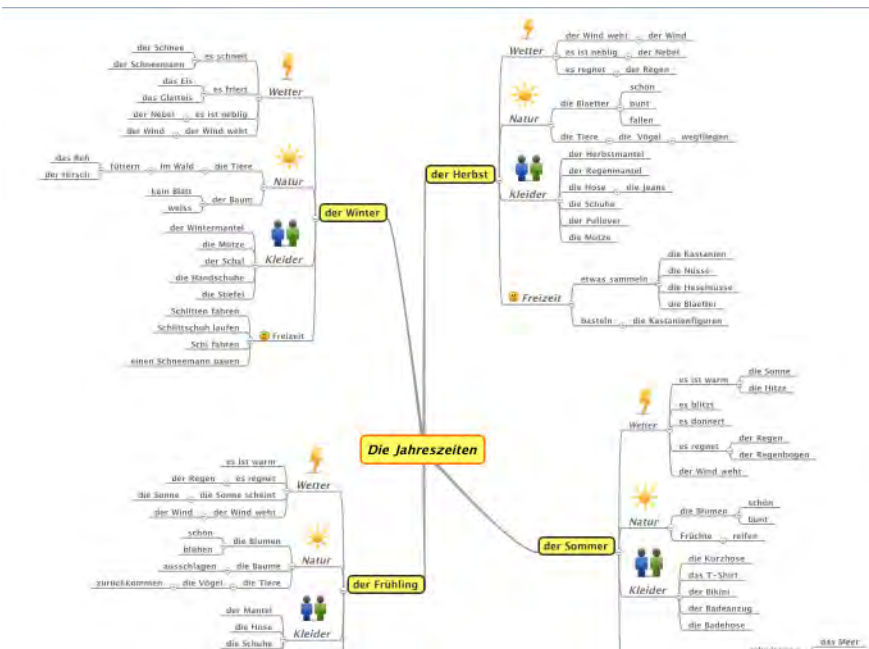 Die Jahreszeiten
der Winter
Wetter
es schneit
der Schnee
der Schneemann
es friert
das Eis
das Glatteis
es ist neblig
der Nebel
der Wind weht
der Wind
Natur
die Tiere
im Wald
füttern
das Reh
der Hirsch
der Baum
kein Blatt
weiss
Kleider
der Wintermantel
die Mütze
der Schal
die Handschuhe
die Stiefel
Freizeit
Schlitten fahren
Schlittschuh laufen
Schi fahren
einen Schneemann bauen
der Herbst
Wetter
der Wind weht
der Wind
es ist neblig
der Nebel
es regnet
der Regen
Natur
die Blaetter
schön
bunt
fallen
die Tiere
die Vögel
wegfliegen
Kleider
der Herbstmantel
der Regenmantel
die Hose
die Jeans
die Schuhe
der Pullover
die Mütze
Freizeit
etwas sammeln
die Kastanien
die Nüsse
die Haselnüsse
die Blaetter
basteln
die Kastanienfiguren
der Frühling
Wetter
es ist warm
es regnet
der Regen
die Sonne scheint
die Sonne
der Wind weht
der Wind
Natur
die Blumen
schön
blühen
die Bäume
ausschlagen
die Tiere
die Vögel
zurückkommen
Kleider
der Mantel
die Hose
die Schuhe
der Sommer
Wetter
es ist warm
die Sonne
die Hitze
es blitzt
es donnert
es regnet
der Regen
der Regenbogen
der Wind weht
Natur
die Blumen
schön
bunt
Früchte
reifen
Kleider
die Kurzhose
das T-Shirt
der Bikini
der Badeanzug
die Badehose
das Meer